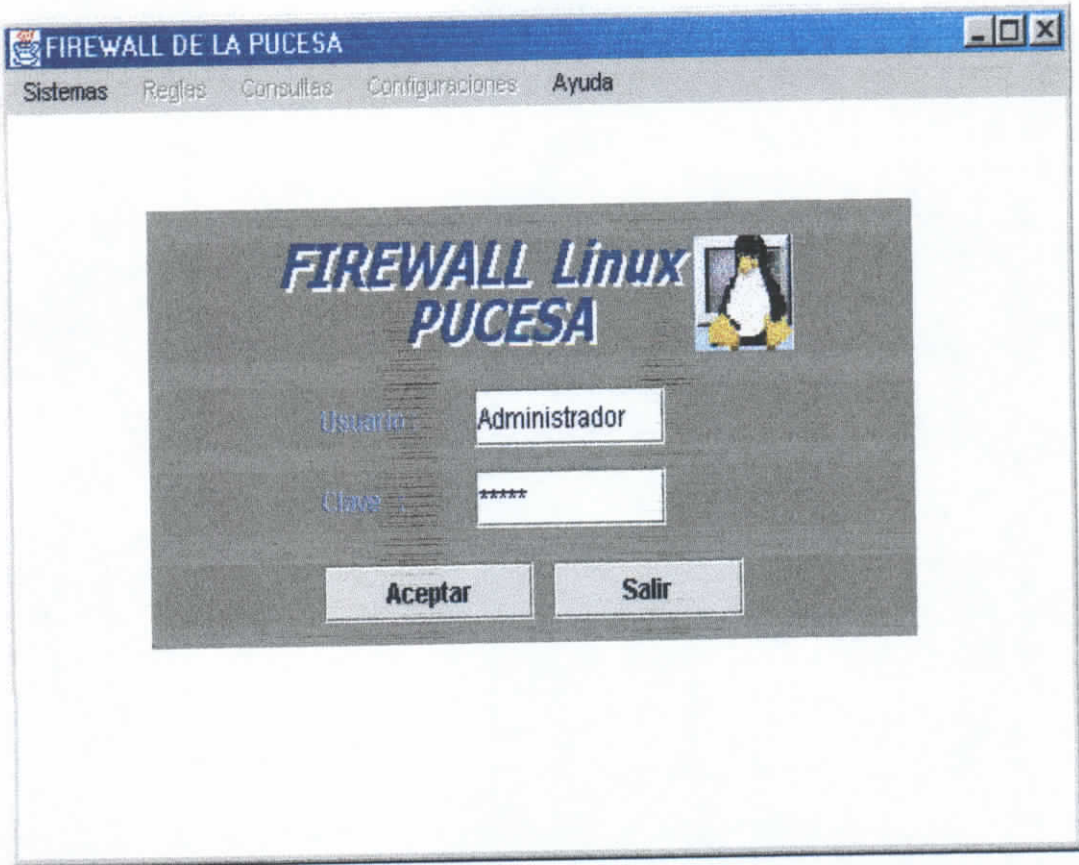 FIREWALL DE LA PUCESA
Sistemas Reglas Consultas Configuraciones Ayuda
FIREWALL Linux
PUCESA
Usuario :
Administrador
Clave :
*****
Aceptar Salir